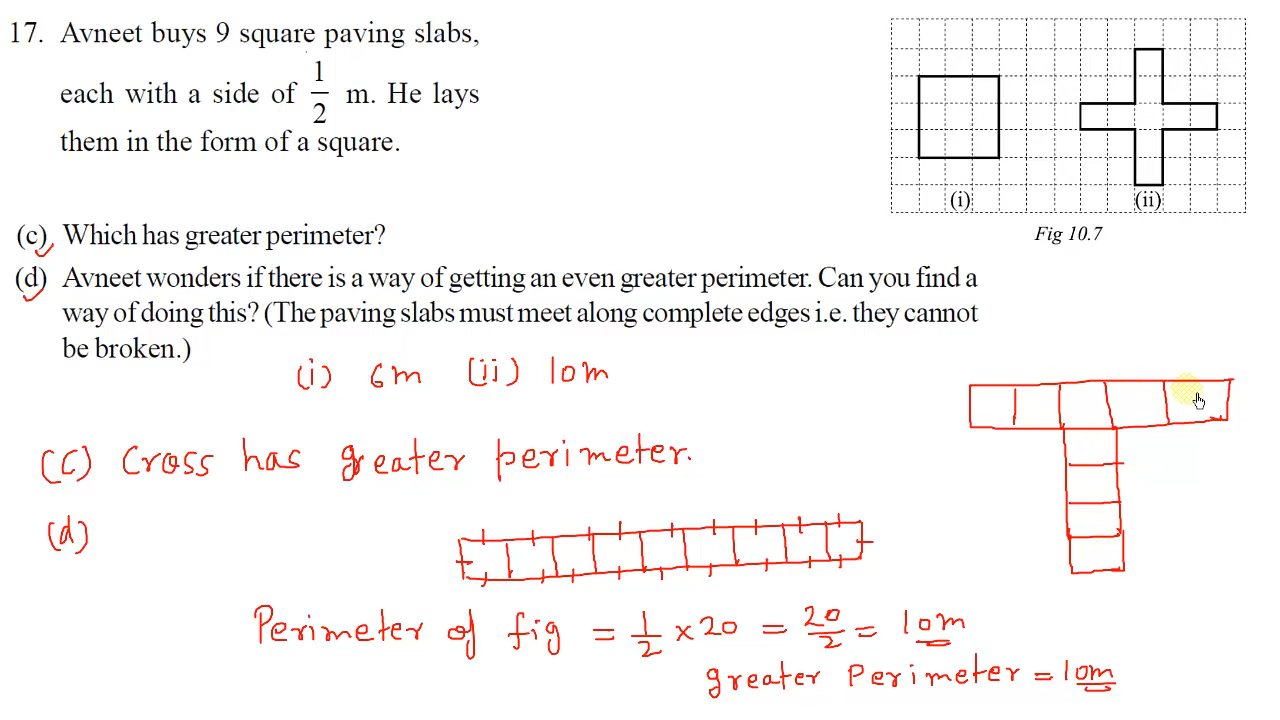 17. Avneet buys 9 square paving slabs,
each with a side of 1/2 m. He lays
them in the form of a square.
(i)
(ii)
Fig 10.7
(c) Which has greater perimeter?
(d) Avneet wonders if there is a way of getting an even greater perimeter. Can you find a
way of doing this? (The paving slabs must meet along complete edges i.e. they cannot
be broken.)
(i) 6m (ii) 10m
(c) Cross has greater perimeter.
(d)
Perimeter of fig = 1/2 × 20 = 20/2 = 10m
greater Perimeter = 10m